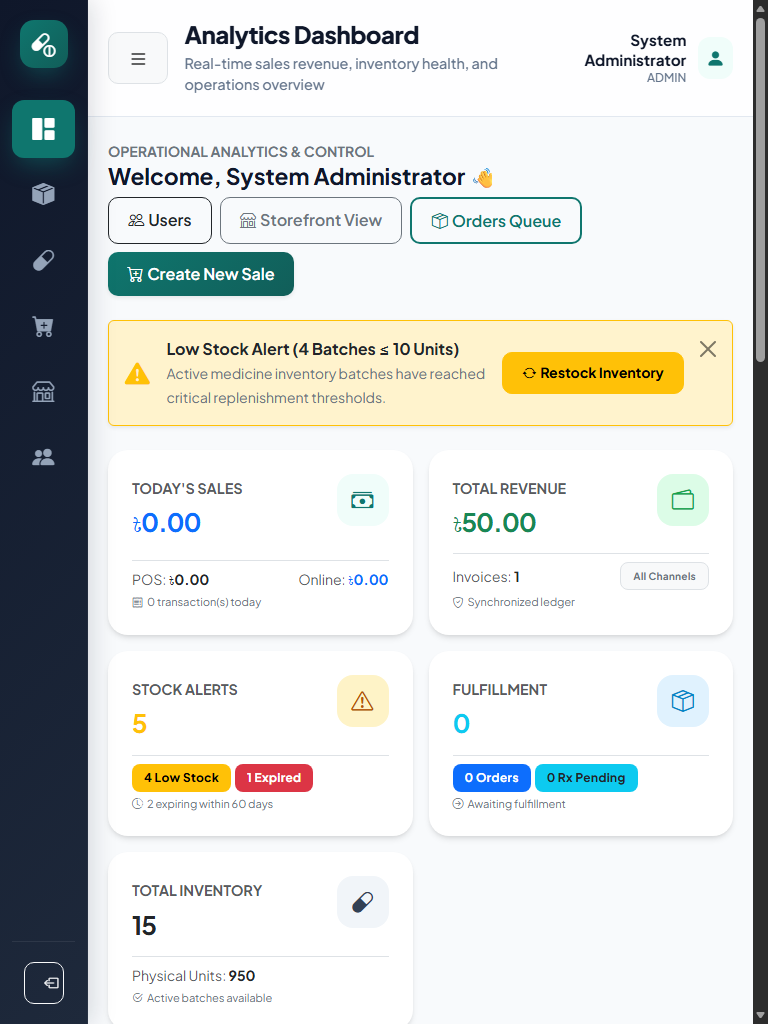 Analytics Dashboard
Real-time sales revenue, inventory health, and
operations overview
System
Administrator
ADMIN
OPERATIONAL ANALYTICS & CONTROL
Welcome, System Administrator 👋
Users
Storefront View
Orders Queue
Create New Sale
Low Stock Alert (4 Batches ≤ 10 Units)
Active medicine inventory batches have reached
critical replenishment thresholds.
Restock Inventory
TODAY'S SALES
৳0.00
POS: ৳0.00
Online: ৳0.00
0 transaction(s) today
TOTAL REVENUE
৳50.00
Invoices: 1
All Channels
Synchronized ledger
STOCK ALERTS
5
4 Low Stock
1 Expired
2 expiring within 60 days
FULFILLMENT
0
0 Orders
0 Rx Pending
Awaiting fulfillment
TOTAL INVENTORY
15
Physical Units: 950
Active batches available